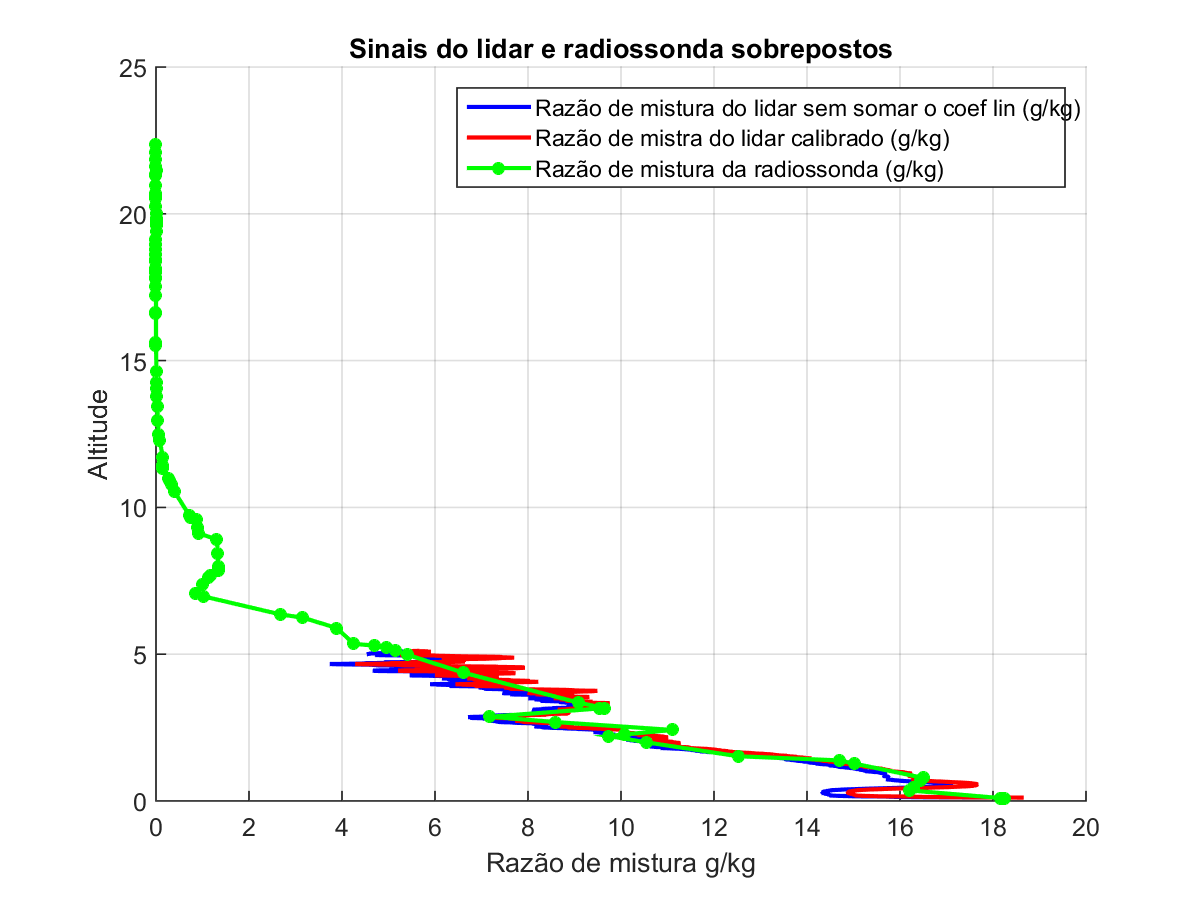 Sinais do lidar e radiossonda sobrepostos
25
Razão de mistura do lidar sem somar o coef lin (g/kg)
Razão de mistra do lidar calibrado (g/kg)
Razão de mistura da radiossonda (g/kg)
20
15
Altitude
10
5
0
0 2 4 6 8 10 12 14 16 18 20
Razão de mistura g/kg